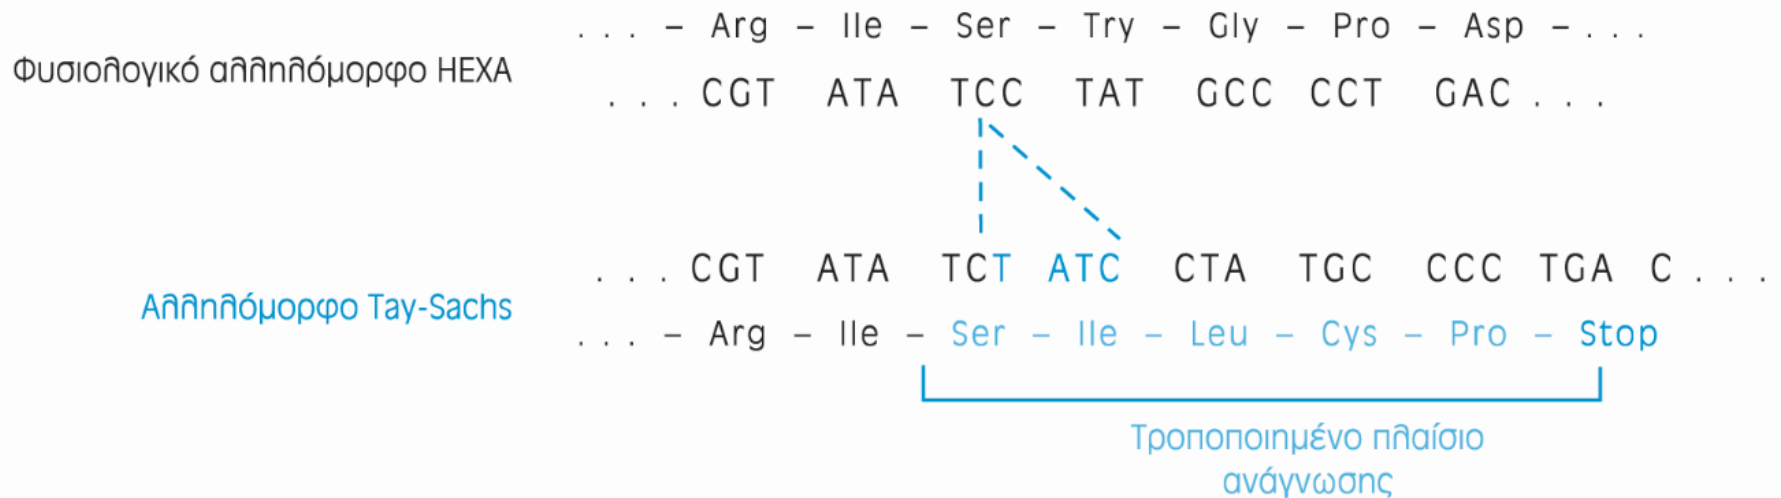 . . . – Arg – Ile – Ser – Try – Gly – Pro – Asp – . . .
Φυσιολογικό αλληλόμορφο HEXA
. . . CGT ATA TCC TAT GCC CCT GAC . . .
. . . CGT ATA TCT ATC CTA TGC CCC TGA C . . .
Αλληλόμορφο Tay-Sachs
. . . – Arg – Ile – Ser – Ile – Leu – Cys – Pro – Stop
Τροποποιημένο πλαίσιο
ανάγνωσης